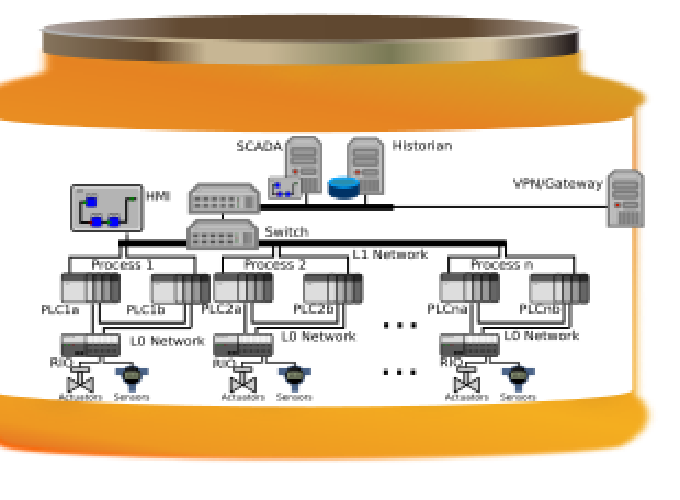 SCADA
Historian
VPN/Gateway
HMI
Switch
L1 Network
Process 1
Process 2
Process n
PLC1a
PLC1b
PLC2a
PLC2b
PLCna
PLCnb
L0 Network
L0 Network
L0 Network
RIO
RIO
RIO
Actuators
Sensors
Actuators
Sensors
Actuators
Sensors